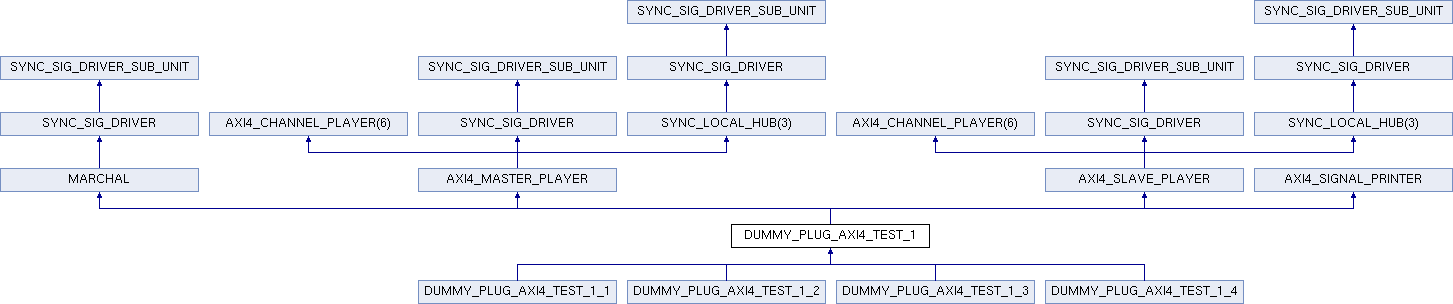 SYNC_SIG_DRIVER_SUB_UNIT
SYNC_SIG_DRIVER_SUB_UNIT
SYNC_SIG_DRIVER_SUB_UNIT
SYNC_SIG_DRIVER_SUB_UNIT
SYNC_SIG_DRIVER
SYNC_SIG_DRIVER_SUB_UNIT
SYNC_SIG_DRIVER
SYNC_SIG_DRIVER
AXI4_CHANNEL_PLAYER(6)
SYNC_SIG_DRIVER
SYNC_LOCAL_HUB(3)
AXI4_CHANNEL_PLAYER(6)
SYNC_SIG_DRIVER
SYNC_LOCAL_HUB(3)
MARCHAL
AXI4_MASTER_PLAYER
AXI4_SLAVE_PLAYER
AXI4_SIGNAL_PRINTER
DUMMY_PLUG_AXI4_TEST_1
DUMMY_PLUG_AXI4_TEST_1_1
DUMMY_PLUG_AXI4_TEST_1_2
DUMMY_PLUG_AXI4_TEST_1_3
DUMMY_PLUG_AXI4_TEST_1_4